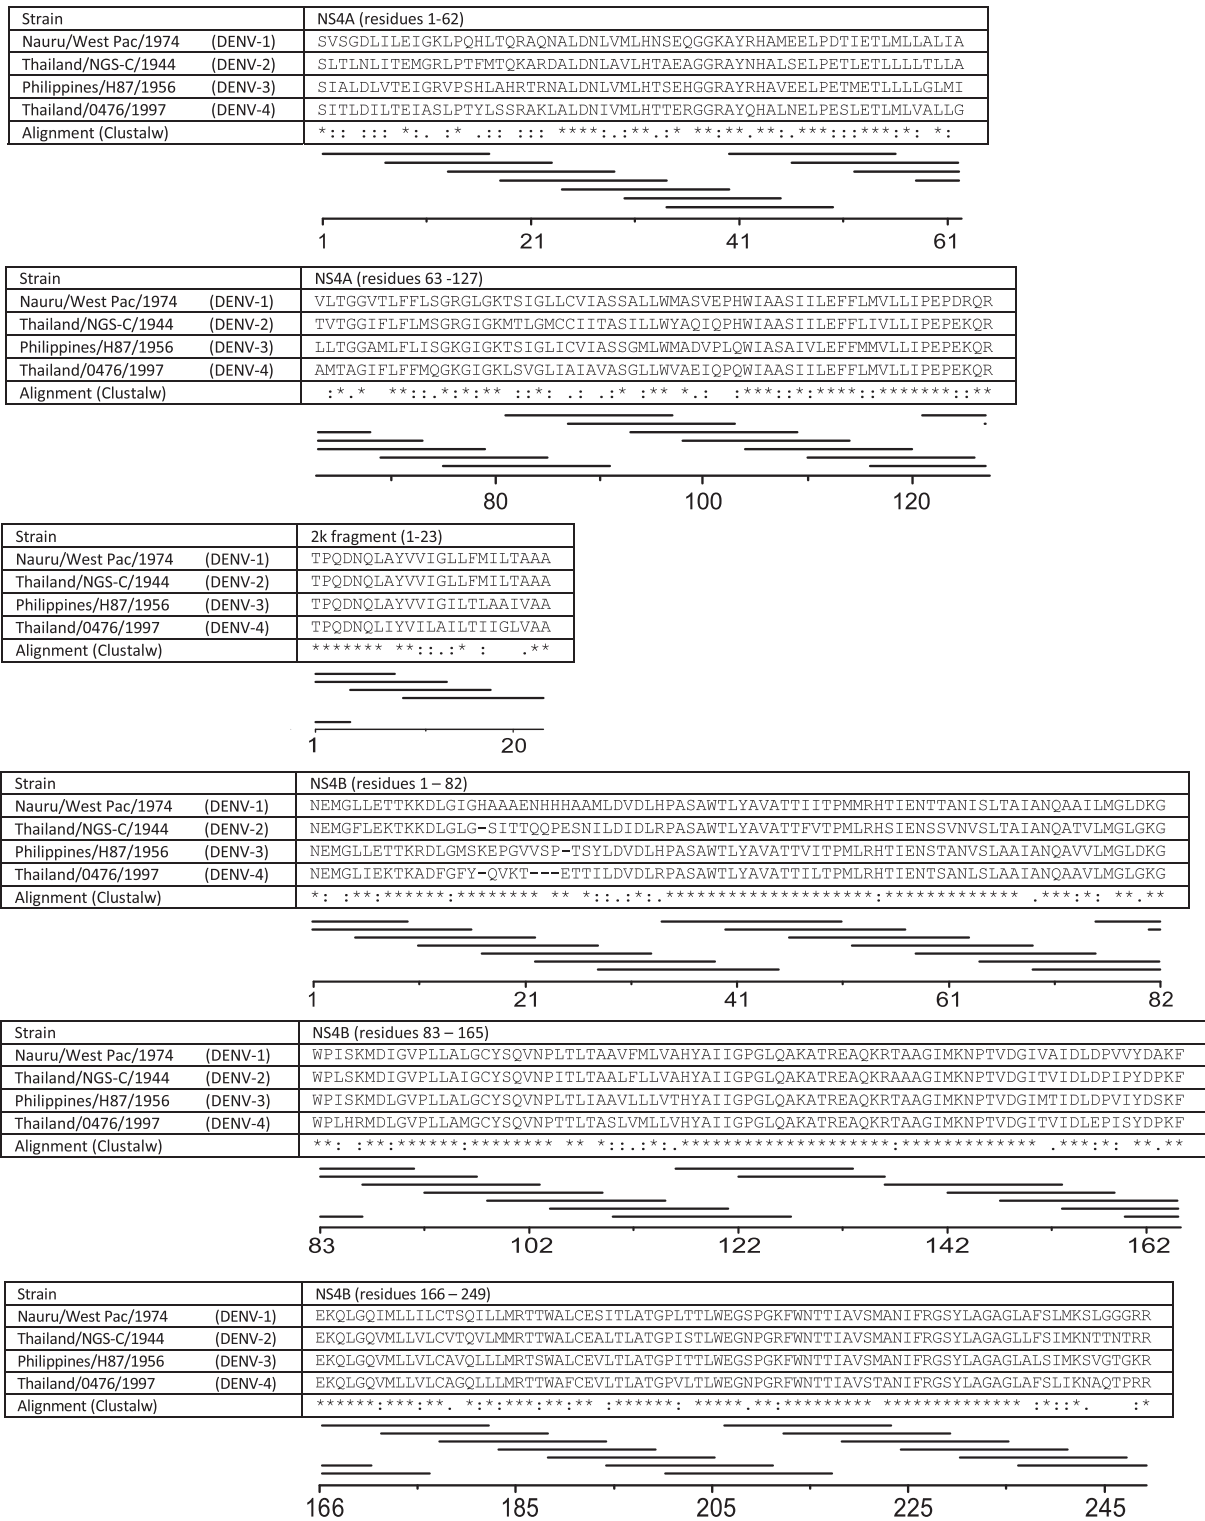 Strain NS4A (residues 1-62)
Nauru/West Pac/1974 (DENV-1) SVSGDLILEIGKLPQHLTQRAQNALDNLVMLHNSEQGGKAYRHAMEELPDTIETLMLLALIA
Thailand/NGS-C/1944 (DENV-2) SLTLNLITEMGRLPTFMTQKARDALDNLAVLHTAEAGGRAYNHALSELPETLETLLLLTLLA
Philippines/H87/1956 (DENV-3) SIALDLVTEIGRVPSHLAHRTRNALDNLVMLHTSEHGGRAYRHAVEELPETMETLLLLGLMI
Thailand/0476/1997 (DENV-4) SITLDILTEIASLPTYLSSRAKLALDNIVMLHTTERGGRAYQHALNELPESLETLMLVALLG
Alignment (Clustalw) *:: ::: *:. :* .:: :: ****:.:**.:* **:**.**:.***:::***:*:* *:
1 21 41 61
Strain NS4A (residues 63 -127)
Nauru/West Pac/1974 (DENV-1) VLTGGVTLFFLSGRGLGKTSIGLLCVIASSALLWMASVEPHWIAASIILEFFLMVLLIPEPDRQR
Thailand/NGS-C/1944 (DENV-2) TVTGGIFLFLMSGRGIGKMTLGMCCIITASILLWYAQIQPHWIAASIILEFFLIVLLIPEPEKQR
Philippines/H87/1956 (DENV-3) LLTGGAMLFLISGKGIGKTSIGLICVIASSGMLWMADVPLQWIASAIVLEFFMMVLLIPEPEKQR
Thailand/0476/1997 (DENV-4) AMTAGIFLFFMQGKGIGKLSVGLIAIAVASGLLWVAEIQPQWIAASIILEFFLMVLLIPEPEKQR
Alignment (Clustalw) :*.* **::.*:*:** ::*: .: .:* :** *.: :***::*:****::*******::**
80 100 120
Strain 2k fragment (1-23)
Nauru/West Pac/1974 (DENV-1) TPQDNQLAYVVIGLLFMILTAAA
Thailand/NGS-C/1944 (DENV-2) TPQDNQLAYVVIGLLFMILTAAA
Philippines/H87/1956 (DENV-3) TPQDNQLAYVVIGILTLAAIVAA
Thailand/0476/1997 (DENV-4) TPQDNQLIYVILAILTIIGLVAA
Alignment (Clustalw) ******* **::.:* : .**
1 20
Strain NS4B (residues 1 – 82)
Nauru/West Pac/1974 (DENV-1) NEMGLLETTKKDLGIGHAAAENHHHAAMLDVDLHPASAWTLYAVATTIITPMMRHTIENTTANISLTAIANQAAILMGLDKG
Thailand/NGS-C/1944 (DENV-2) NEMGFLEKTKKDLGLG-SITTQQPESNILDIDLRPASAWTLYAVATTFVTPMLRHSIENSSVNVSLTAIANQATVLMGLGKG
Philippines/H87/1956 (DENV-3) NEMGLLETTKRDLGMSKEPGVVSP-TSYLDVDLHPASAWTLYAVATTVITPMLRHTIENSTANVSLAAIANQAVVLMGLDKG
Thailand/0476/1997 (DENV-4) NEMGLIEKTKADFGFY-QVKT---ETTILDVDLRPASAWTLYAVATTILTPMLRHTIENTSANLSLAAIANQAAVLMGLGKG
Alignment (Clustalw)
1 21 41 61 82
Strain NS4B (residues 83 – 165)
Nauru/West Pac/1974 (DENV-1) WPISKMDIGVPLLALGCYSQVNPLTLTAAVFMLVAHYAIIGPGLQAKATREAQKRTAAGIMKNPTVDGIVAIDLDPVVYDAKF
Thailand/NGS-C/1944 (DENV-2) WPLSKMDIGVPLLAIGCYSQVNPITLTAALFLLVAHYAIIGPGLQAKATREAQKRAAAGIMKNPTVDGITVIDLDPIPYDPKF
Philippines/H87/1956 (DENV-3) WPISKMDLGVPLLALGCYSQVNPLTLIAAVLLLVTHYAIIGPGLQAKATREAQKRTAAGIMKNPTVDGIMTIDLDPVIYDSKF
Thailand/0476/1997 (DENV-4) WPLHRMDLGVPLLAMGCYSQVNPTTLTASLVMLLVHYAIIGPGLQAKATREAQKRTAAGIMKNPTVDGITVIDLEPISYDPKF
Alignment (Clustalw)
83 102 122 142 162
Strain NS4B (residues 166 – 249)
Nauru/West Pac/1974 (DENV-1) EKQLGQIMLLILCTSQILLMRTTWALCESITLATGPLTTLWEGSPGKFWNTTIAVSMANIFRGSYLAGAGLAFSLMKSLGGGRR
Thailand/NGS-C/1944 (DENV-2) EKQLGQVMLLVLCVTQVLMMRTTWALCEALTLATGPISTLWEGNPGRFWNTTIAVSMANIFRGSYLAGAGLLFSIMKNTTNTRR
Philippines/H87/1956 (DENV-3) EKQLGQVMLLVLCAVQLLLMRTSWALCEVLTLATGPITTLWEGSPGKFWNTTIAVSMANIFRGSYLAGAGLALSIMKSVGTGKR
Thailand/0476/1997 (DENV-4) EKQLGQVMLLVLCAGQLLLMRTTWAFCEVLTLATGPVLTLWEGNPGRFWNTTIAVSTANIFRGSYLAGAGLAFSLIKNAQTPRR
Alignment (Clustalw)
166 185 205 225 245